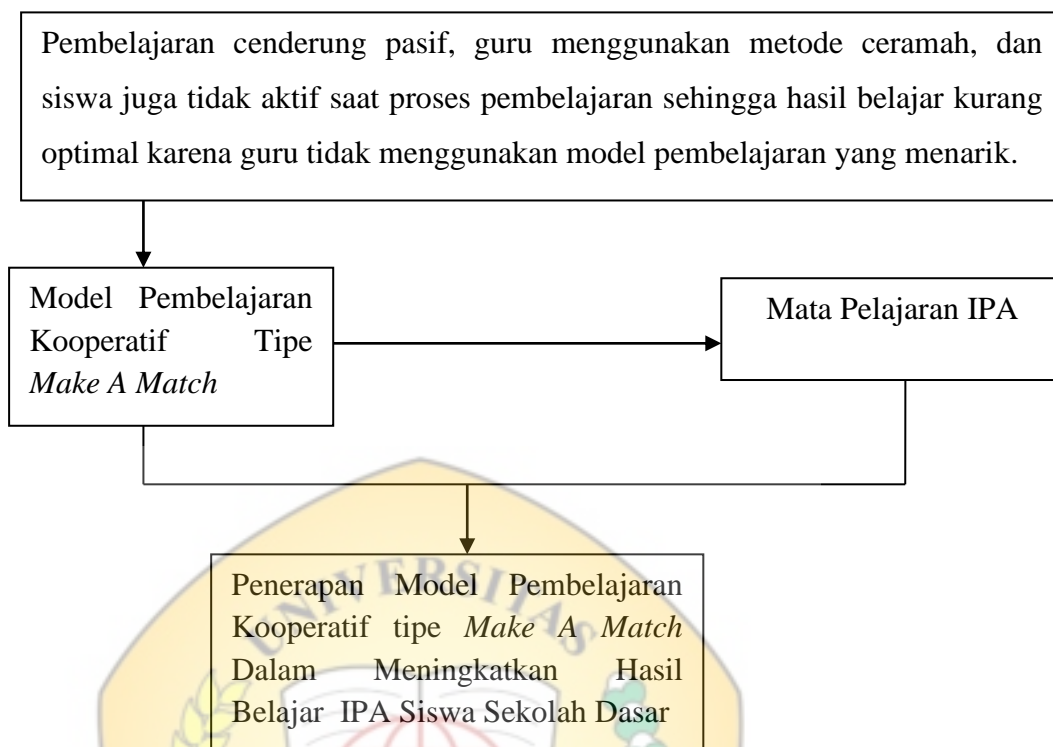 Pembelajaran cenderung pasif, guru menggunakan metode ceramah, dan
siswa juga tidak aktif saat proses pembelajaran sehingga hasil belajar kurang
optimal karena guru tidak menggunakan model pembelajaran yang menarik.
Model Pembelajaran
Kooperatif Tipe
Make A Match
Mata Pelajaran IPA
UNIVERSITAS
Penerapan Model Pembelajaran
Kooperatif tipe Make A Match
Dalam Meningkatkan Hasil
Belajar IPA Siswa Sekolah Dasar